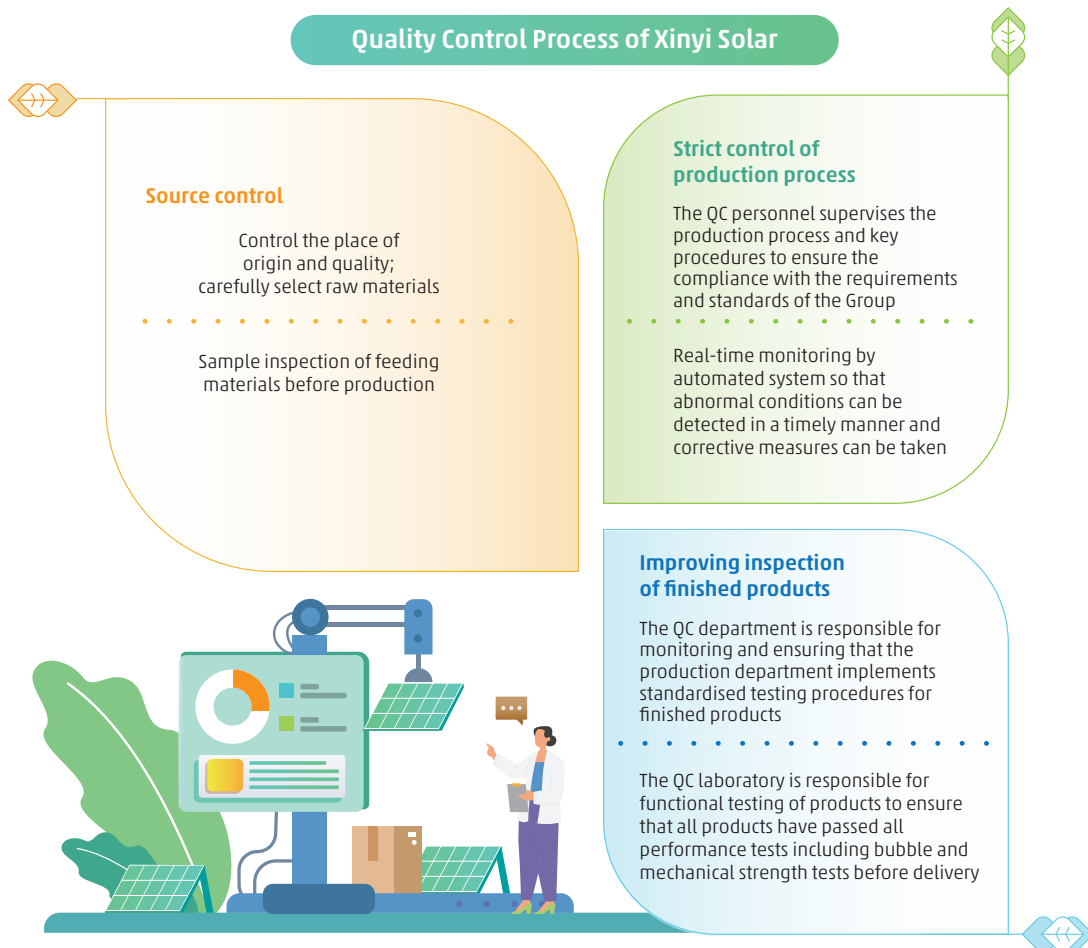 Quality Control Process of Xinyi Solar
Source control
Control the place of
origin and quality;
carefully select raw materials
Sample inspection of feeding
materials before production
Strict control of
production process
The QC personnel supervises the
production process and key
procedures to ensure the
compliance with the requirements
and standards of the Group
Real-time monitoring by
automated system so that
abnormal conditions can be
detected in a timely manner and
corrective measures can be taken
Improving inspection
of finished products
The QC department is responsible for
monitoring and ensuring that the
production department implements
standardised testing procedures for
finished products
The QC laboratory is responsible for
functional testing of products to ensure
that all products have passed all
performance tests including bubble and
mechanical strength tests before delivery